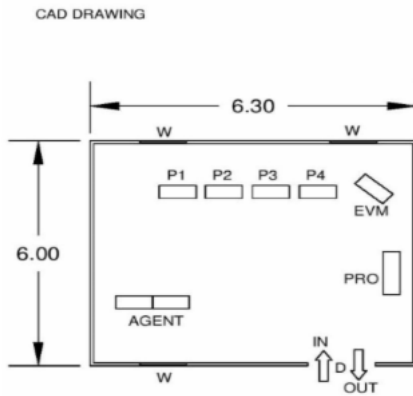 CAD DRAWING
6.30
W W
P1 P2 P3 P4
EVM
6.00
PRO
AGENT
IN
D
W
OUT